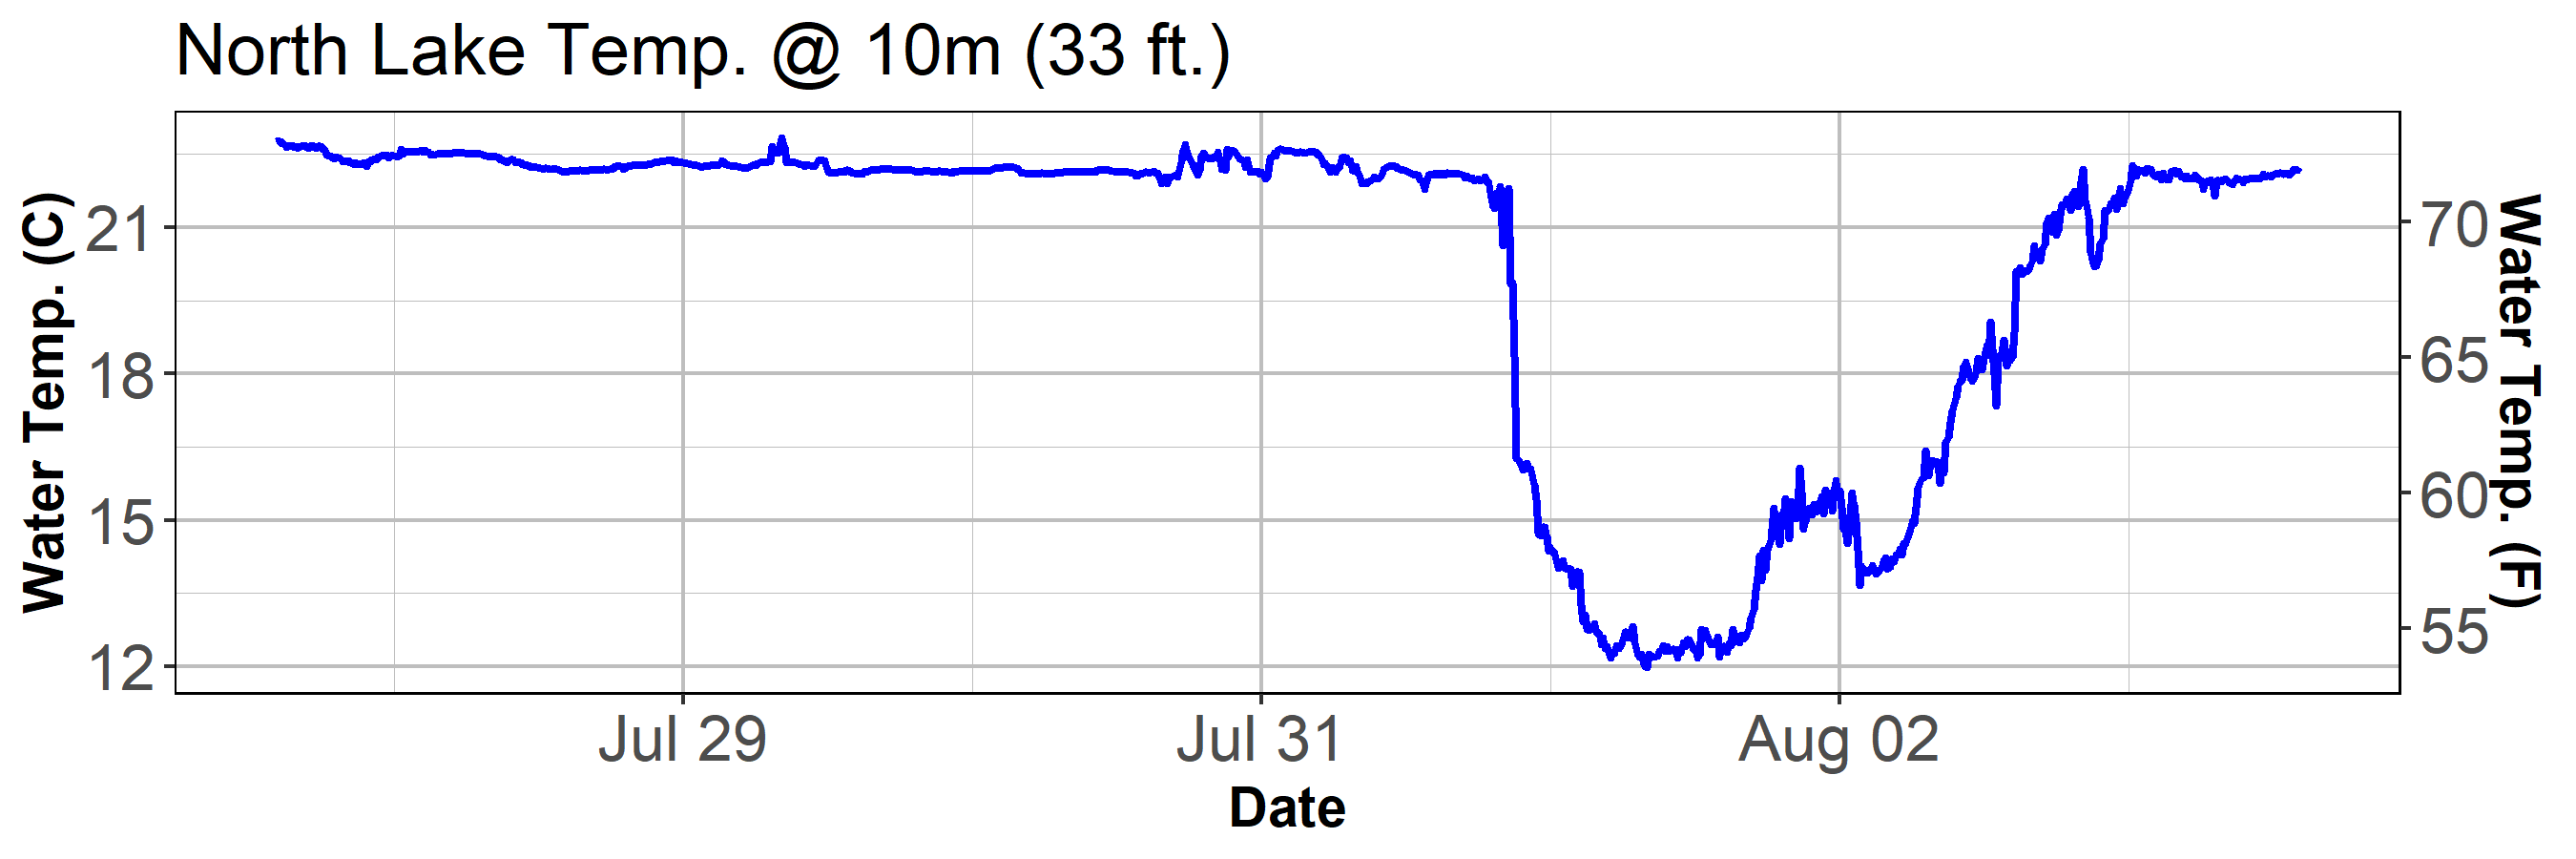 North Lake Temp. @ 10m (33 ft.)
Water Temp. (C)
21
18
15
12
70
65
60
55
Water Temp. (F)
Jul 29
Jul 31
Aug 02
Date